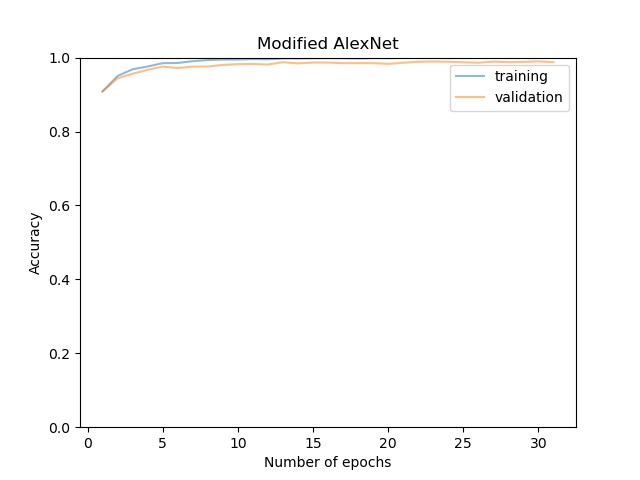 Modified AlexNet
1.0
0.8
0.6
0.4
0.2
0.0
Accuracy
training
validation
0 5 10 15 20 25 30
Number of epochs